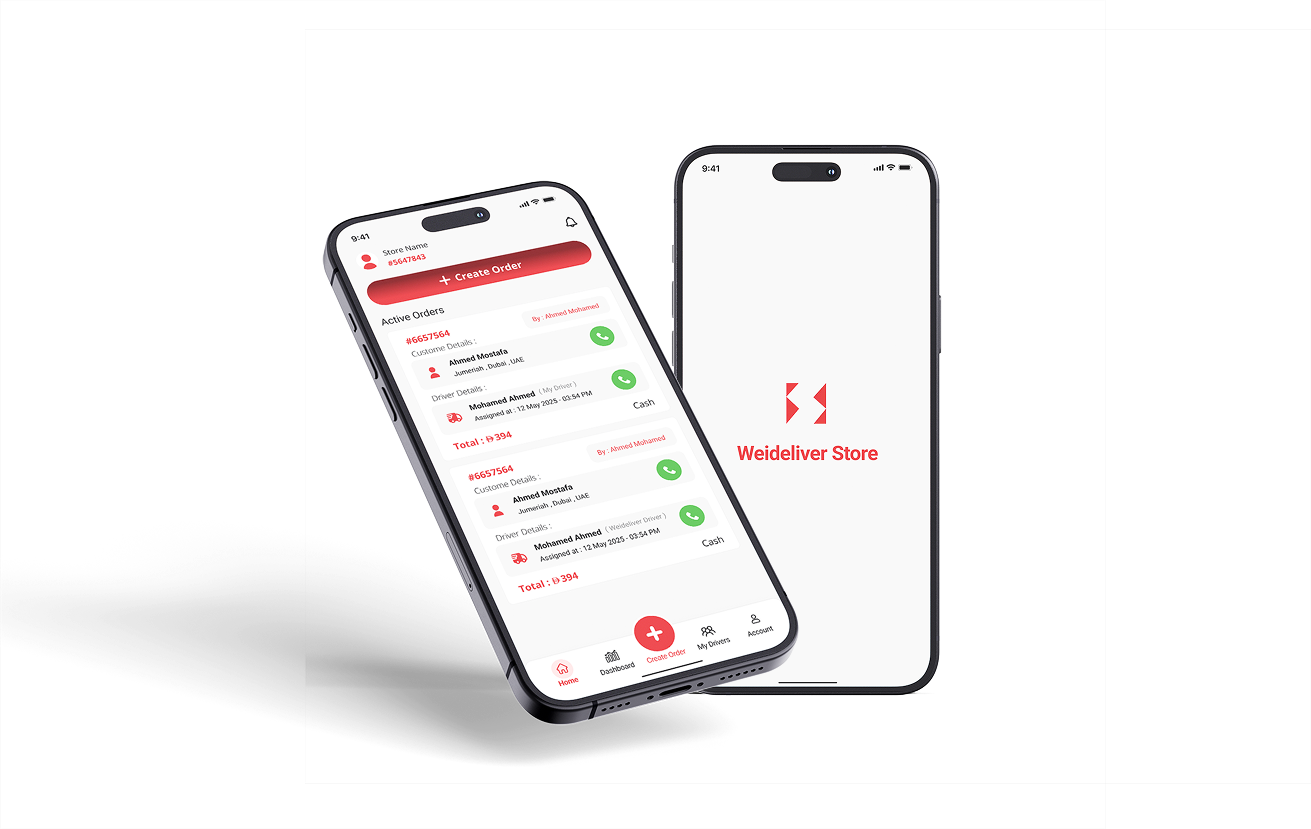 9:41
Store Name
#5647843
+ Create Order
Active Orders
#6657564
By : Ahmed Mohamed
Custome Details :
Ahmed Mostafa
Jumeriah , Dubai , UAE
Driver Details :
Mohamed Ahmed ( My Driver )
Assigned at : 12 May 2025 - 03:54 PM
Total : 394
Cash
#6657564
By : Ahmed Mohamed
Custome Details :
Ahmed Mostafa
Jumeriah , Dubai , UAE
Driver Details :
Mohamed Ahmed ( Weideliver Driver )
Assigned at : 12 May 2025 - 03:54 PM
Total : 394
Cash
Home
Dashboard
Create Order
My Drivers
Account
9:41
Weideliver Store